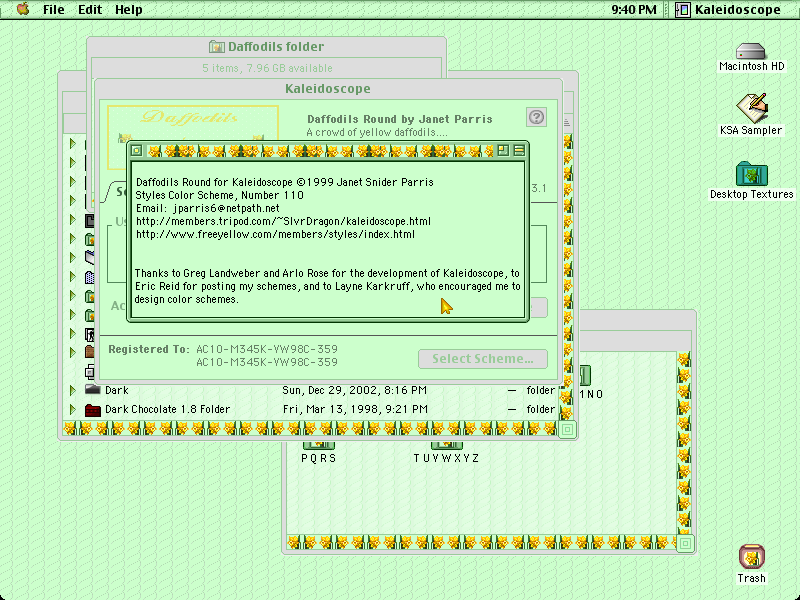 File Edit Help
9:40 PM
Kaleidoscope
Daffodils folder
5 items, 7.96 GB available
Kaleidoscope
Daffodils
Daffodils Round by Janet Parris
A crowd of yellow daffodils....
?
3.1
Daffodils Round for Kaleidoscope ©1999 Janet Snider Parris
Styles Color Scheme, Number 110
Email: jparris6@netpath.net
http://members.tripod.com/~SlvrDragon/kaleidoscope.html
http://www.freeyellow.com/members/styles/index.html
Thanks to Greg Landweber and Arlo Rose for the development of Kaleidoscope, to
Eric Reid for posting my schemes, and to Layne Karkruff, who encouraged me to
design color schemes.
Registered To: AC10-M345K-VW98C-359
AC10-M345K-VW98C-359
Select Scheme...
Dark Sun, Dec 29, 2002, 8:16 PM — folder
Dark Chocolate 1.8 Folder Fri, Mar 13, 1998, 9:21 PM — folder
PQRS
TUVWXYZ
Macintosh HD
KSA Sampler
Desktop Textures
Trash